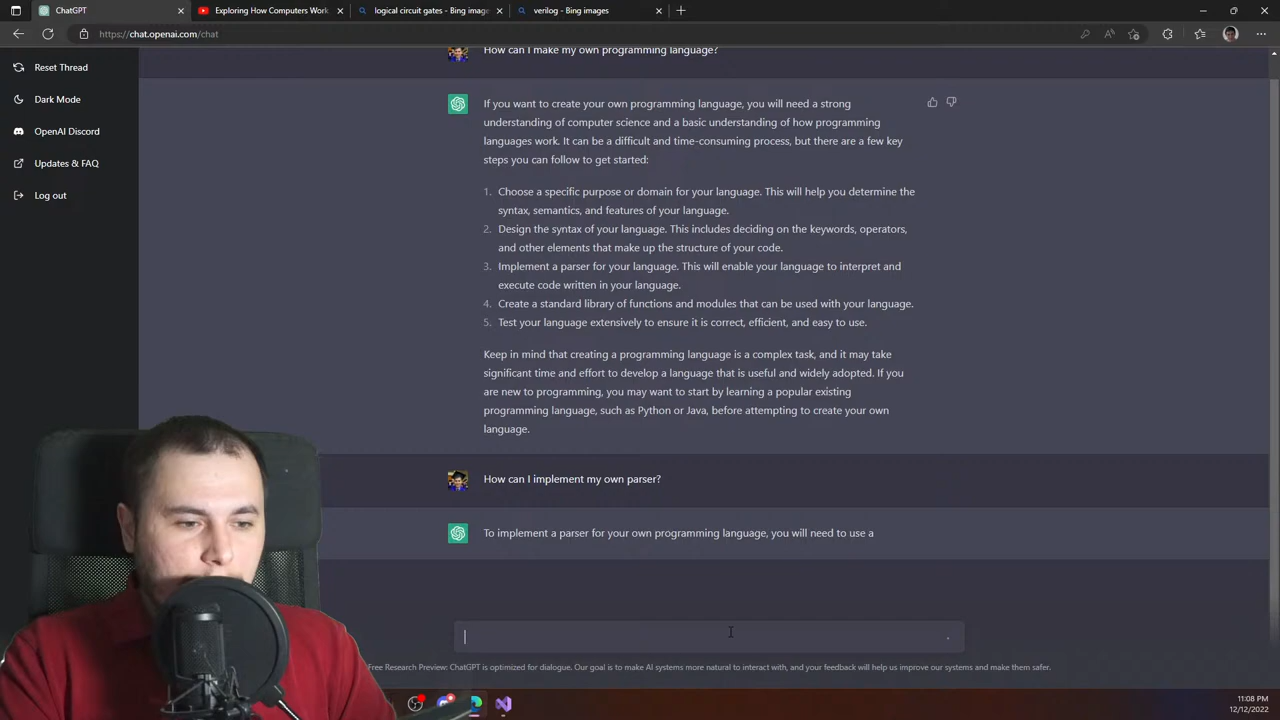 ChatGPT
Exploring How Computers Work
logical circuit gates - Bing images
verilog - Bing images
https://chat.openai.com/chat
Reset Thread
Dark Mode
OpenAI Discord
Updates & FAQ
Log out
How can I make my own programming language?
If you want to create your own programming language, you will need a strong
understanding of computer science and a basic understanding of how programming
languages work. It can be a difficult and time-consuming process, but there are a few key
steps you can follow to get started:
1. Choose a specific purpose or domain for your language. This will help you determine the
syntax, semantics, and features of your language.
2. Design the syntax of your language. This includes deciding on the keywords, operators,
and other elements that make up the structure of your code.
3. Implement a parser for your language. This will enable your language to interpret and
execute code written in your language.
4. Create a standard library of functions and modules that can be used with your language.
5. Test your language extensively to ensure it is correct, efficient, and easy to use.
Keep in mind that creating a programming language is a complex task, and it may take
significant time and effort to develop a language that is useful and widely adopted. If you
are new to programming, you may want to start by learning a popular existing
programming language, such as Python or Java, before attempting to create your own
language.
How can I implement my own parser?
To implement a parser for your own programming language, you will need to use a
Free Research Preview: ChatGPT is optimized for dialogue. Our goal is to make AI systems more natural to interact with, and your feedback will help us improve our systems and make them safer.
11:08 PM
12/12/2022